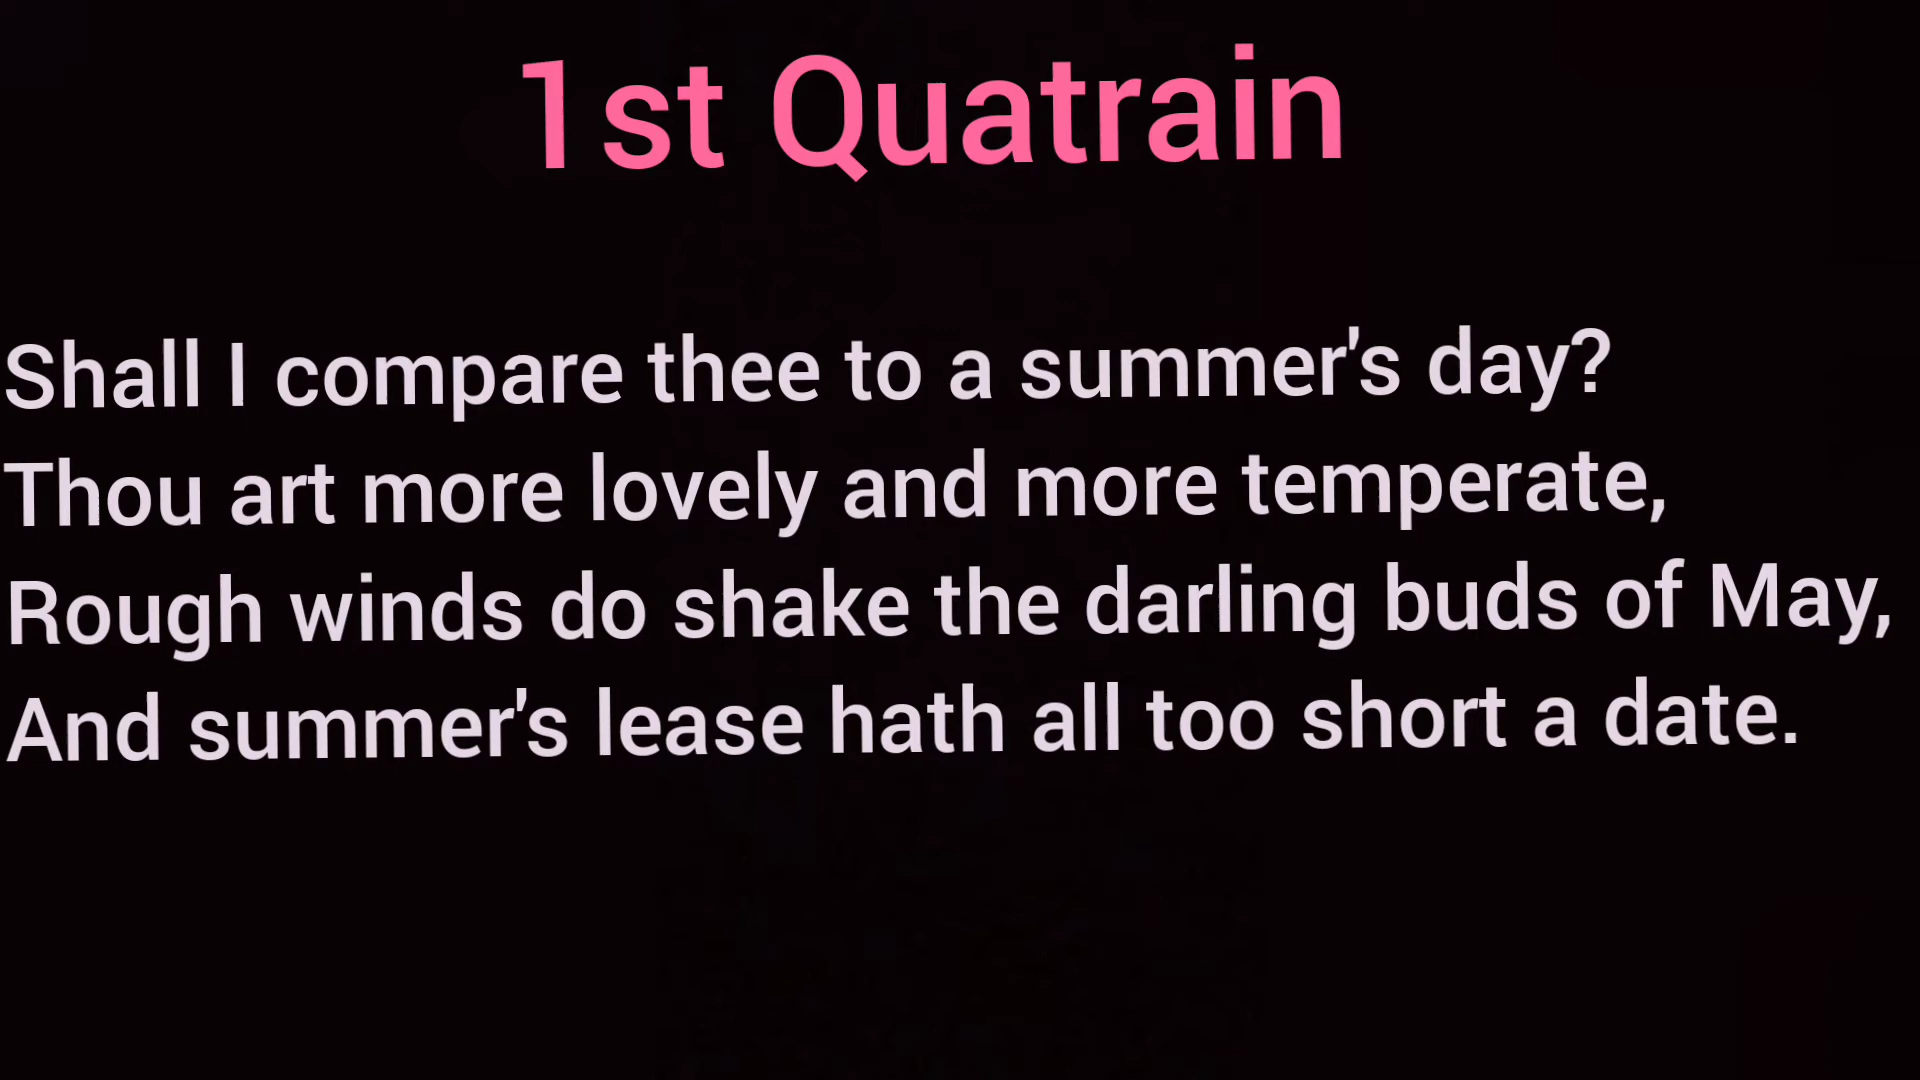 1st Quatrain
Shall I compare thee to a summer's day?
Thou art more lovely and more temperate,
Rough winds do shake the darling buds of May,
And summer's lease hath all too short a date.